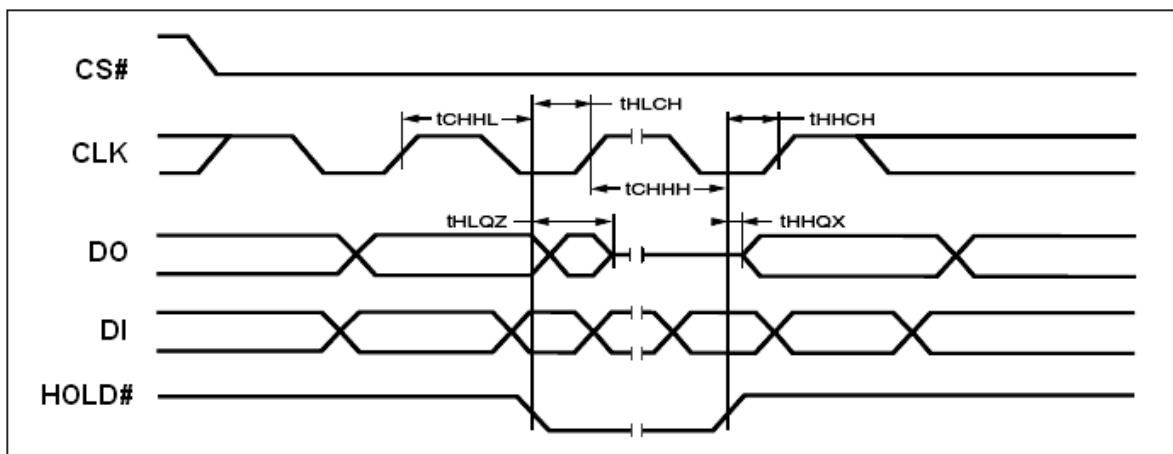 CS#
tHLCH
tCHHL
tHHCH
CLK
tCHHH
tHLQZ
tHHQX
DO
DI
HOLD#